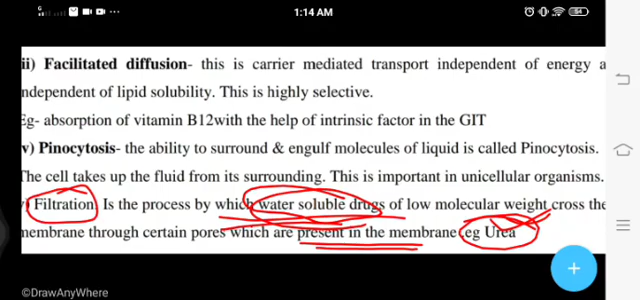 1:14 AM
54
ii) Facilitated diffusion- this is carrier mediated transport independent of energy a
ndependent of lipid solubility. This is highly selective.
Eg- absorption of vitamin B12with the help of intrinsic factor in the GIT
v) Pinocytosis- the ability to surround & engulf molecules of liquid is called Pinocytosis.
The cell takes up the fluid from its surrounding. This is important in unicellular organisms.
) Filtration Is the process by which water soluble drugs of low molecular weight cross the
membrane through certain pores which are present in the membrane eg Urea
©DrawAnyWhere